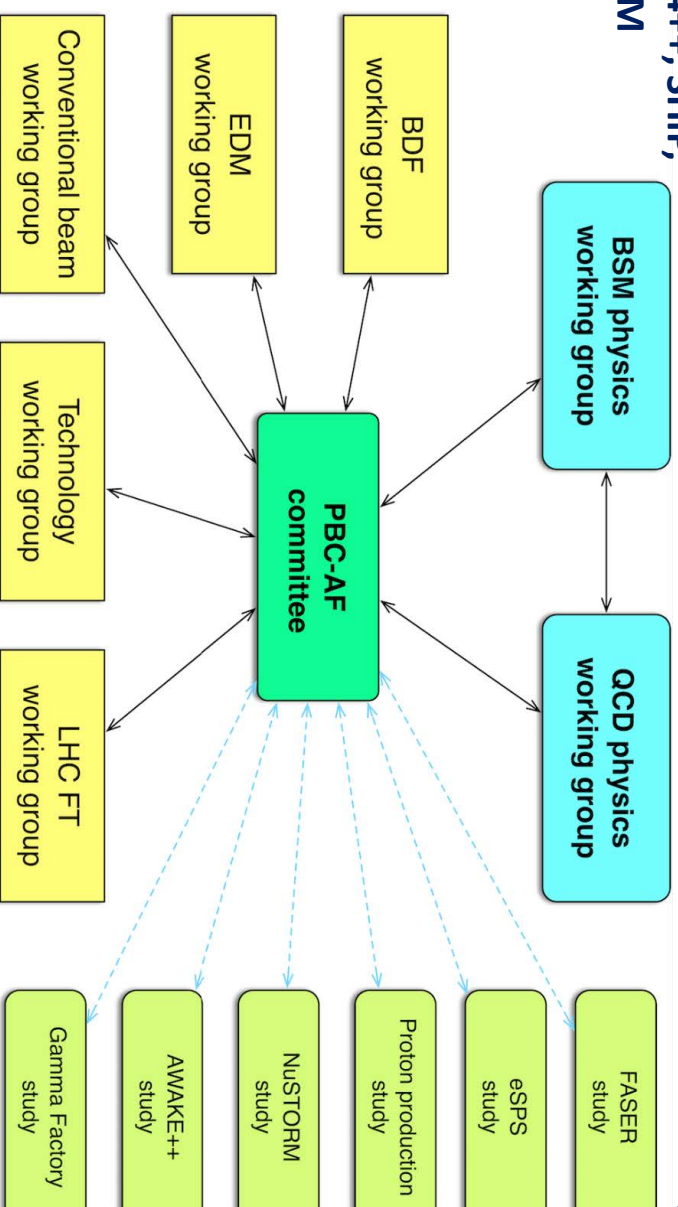 4++, SHiP,
M
BSM physics
working group
QCD physics
working group
BDF
working group
PBC-AF
committee
FASER
study
eSPS
study
EDM
working group
Proton production
study
NuSTORM
study
Conventional beam
working group
Technology
working group
LHC FT
working group
AWAKE++
study
Gamma Factory
study